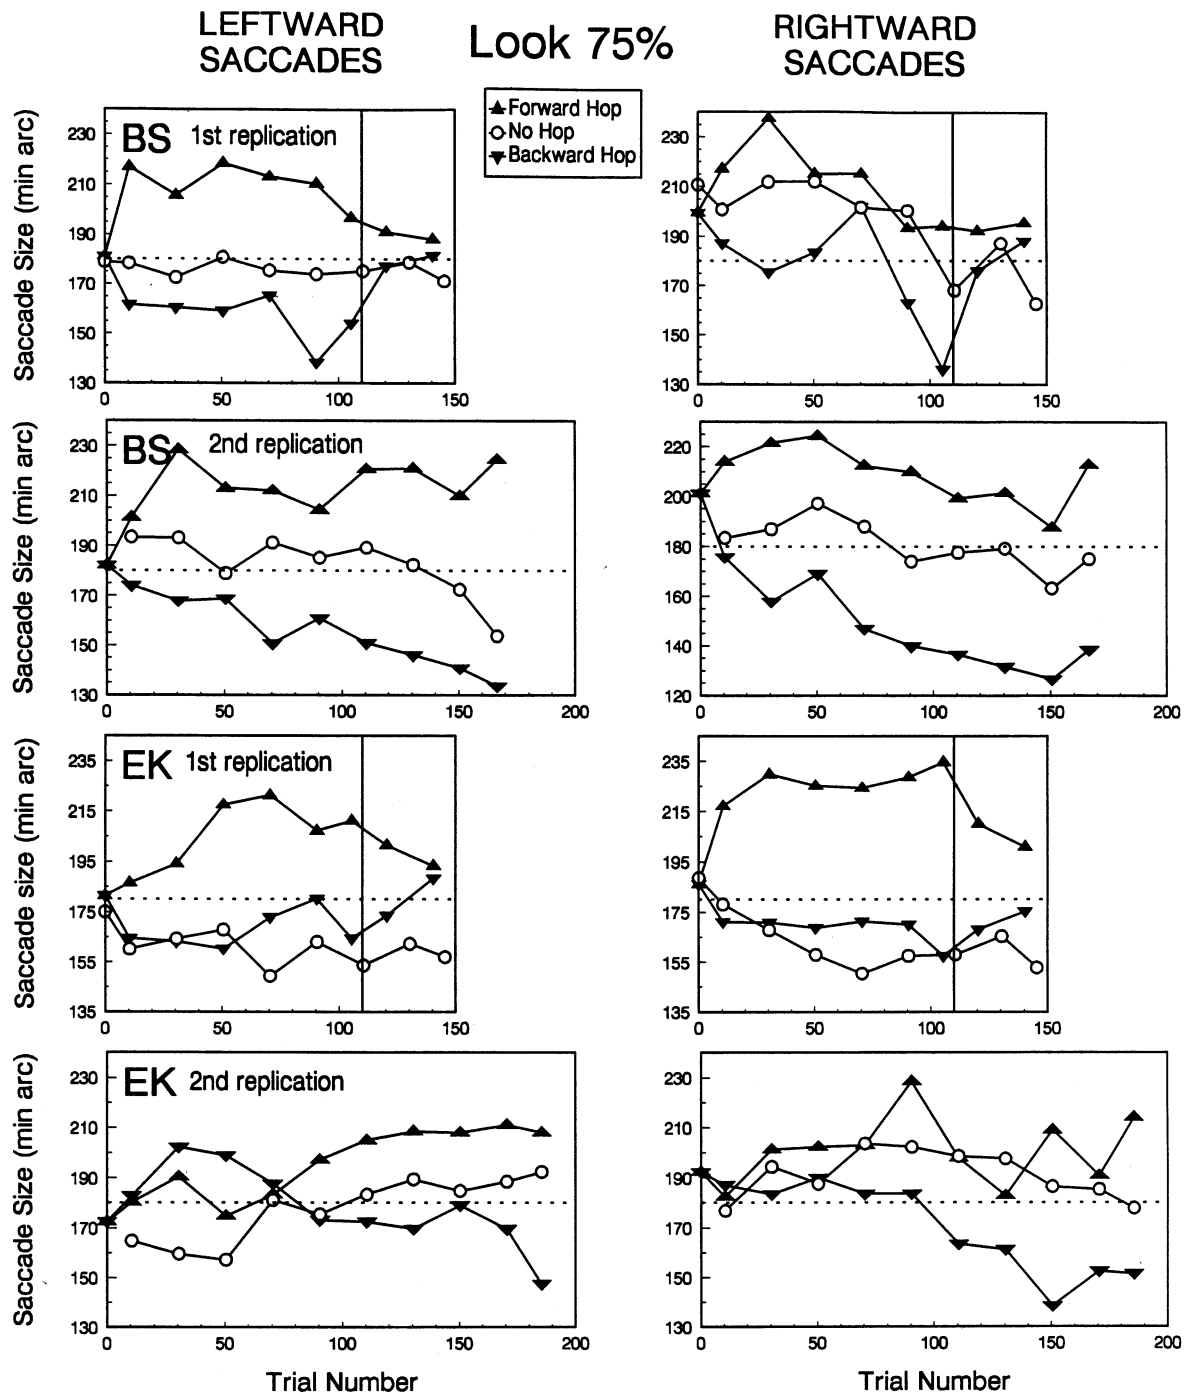 LEFTWARD
SACCADES
Look 75%
RIGHTWARD
SACCADES
Forward Hop
No Hop
Backward Hop
BS 1st replication
Saccade Size (min arc)
230
210
190
170
150
130
0 50 100 150
230
210
190
170
150
130
0 50 100 150
BS 2nd replication
Saccade Size (min arc)
230
210
190
170
150
130
0 50 100 150 200
220
200
180
160
140
120
0 50 100 150 200
EK 1st replication
Saccade size (min arc)
235
215
195
175
155
135
0 50 100 150
235
215
195
175
155
135
0 50 100 150
EK 2nd replication
Saccade Size (min arc)
230
210
190
170
150
130
0 50 100 150 200
Trial Number
230
210
190
170
150
130
0 50 100 150 200
Trial Number